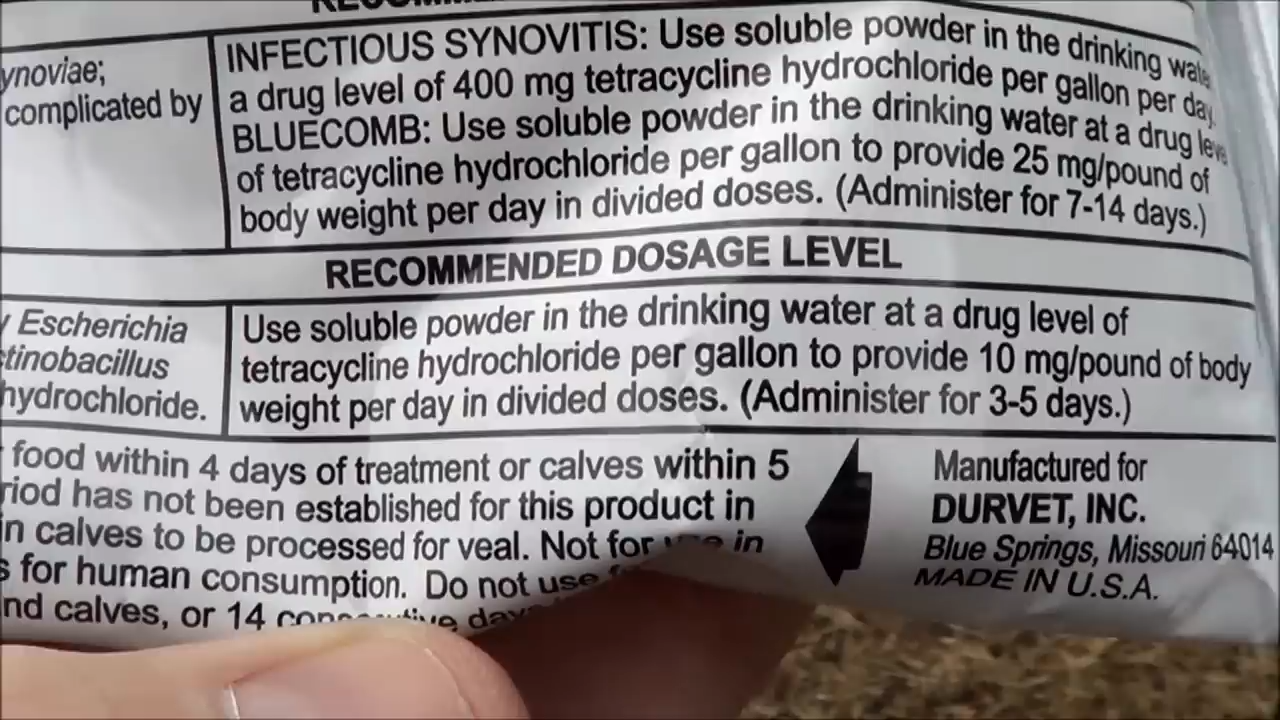 ynoviae;
complicated by
INFECTIOUS SYNOVITIS: Use soluble powder in the drinking
a drug level of 400 mg tetracycline hydrochloride per gallon per day.
BLUECOMB: Use soluble powder in the drinking water at a drug
of tetracycline hydrochloride per gallon to provide 25 mg/pound of
body weight per day in divided doses. (Administer for 7-14 days.)
RECOMMENDED DOSAGE LEVEL
Escherichia
tinobacillus
hydrochloride.
Use soluble powder in the drinking water at a drug level of
tetracycline hydrochloride per gallon to provide 10 mg/pound of body
weight per day in divided doses. (Administer for 3-5 days.)
food within 4 days of treatment or calves within 5
riod has not been established for this product in
in calves to be processed for veal. Not for use in
s for human consumption. Do not use
nd calves, or 14 consecutive
Manufactured for
DURVET, INC.
Blue Springs, Missouri 64014
MADE IN U.S.A.